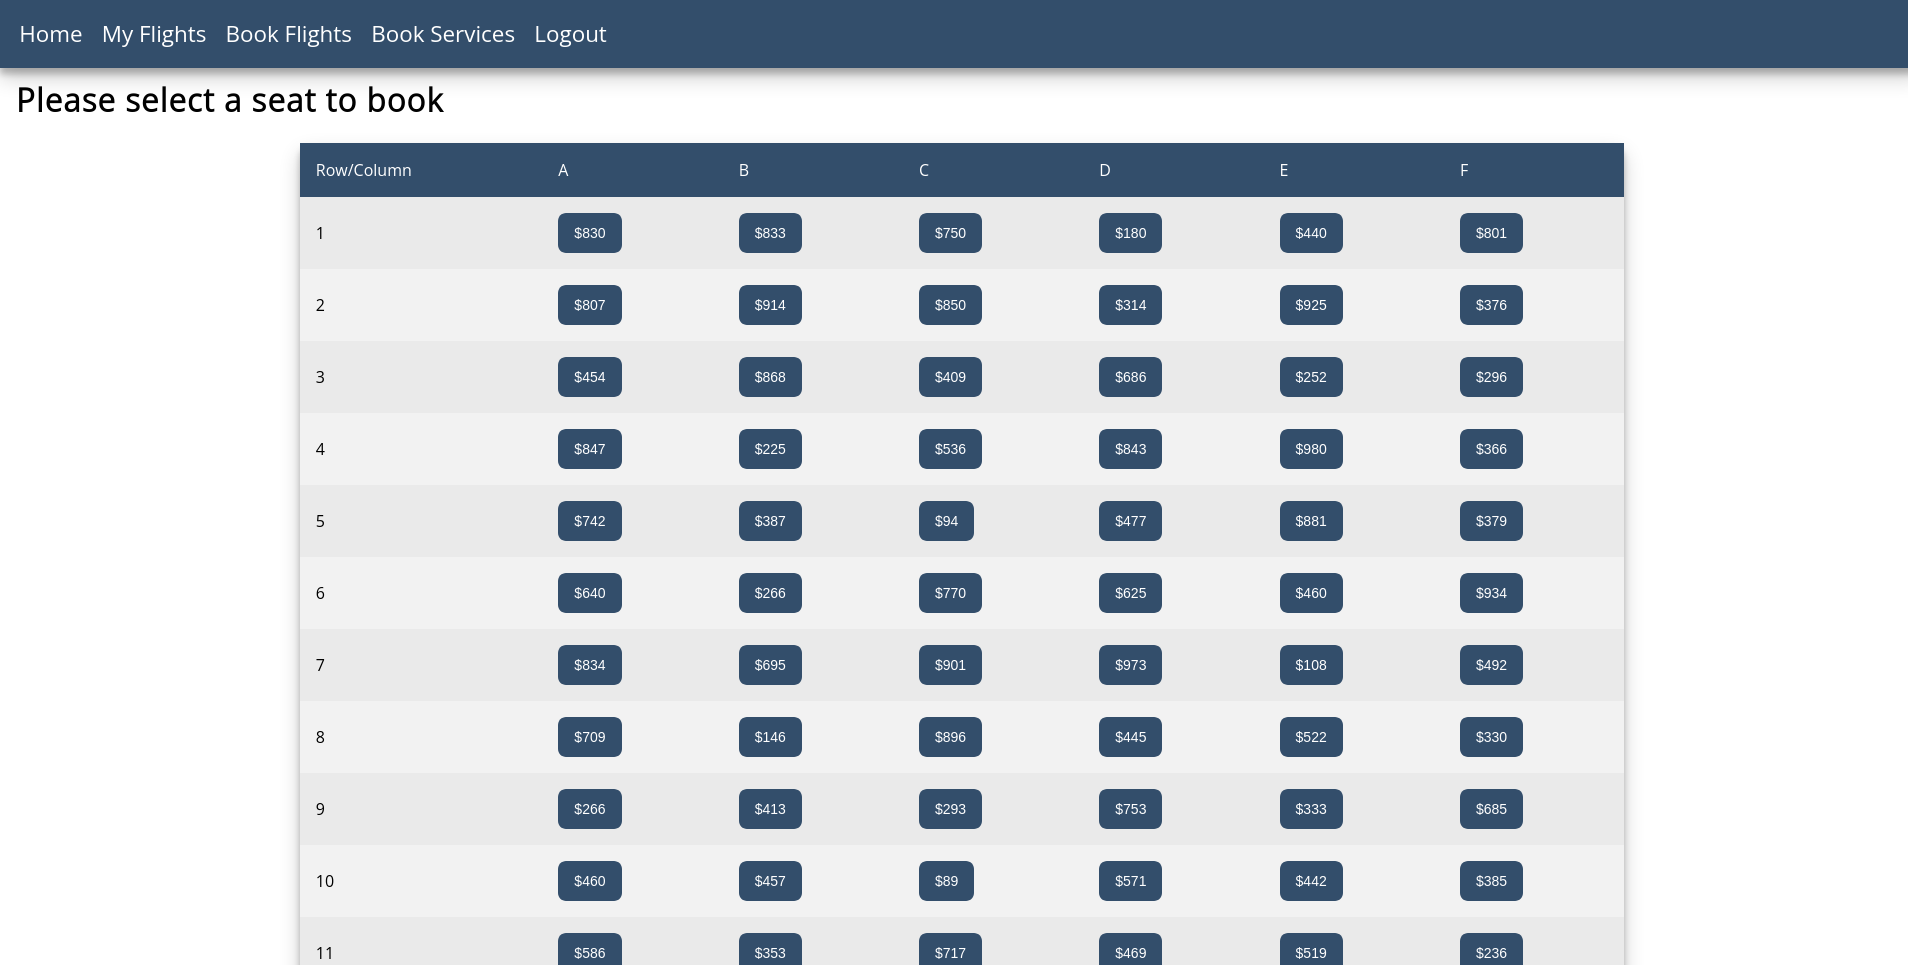 Home My Flights Book Flights Book Services Logout
Please select a seat to book
Row/Column A B C D E F
1 $830 $833 $750 $180 $440 $801
2 $807 $914 $850 $314 $925 $376
3 $454 $868 $409 $686 $252 $296
4 $847 $225 $536 $843 $980 $366
5 $742 $387 $94 $477 $881 $379
6 $640 $266 $770 $625 $460 $934
7 $834 $695 $901 $973 $108 $492
8 $709 $146 $896 $445 $522 $330
9 $266 $413 $293 $753 $333 $685
10 $460 $457 $89 $571 $442 $385
11 $586 $353 $717 $469 $519 $236